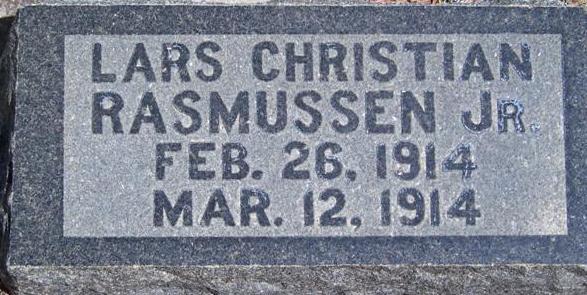 LARS CHRISTIAN
RASMUSSEN JR.
FEB. 26, 1914
MAR. 12, 1914